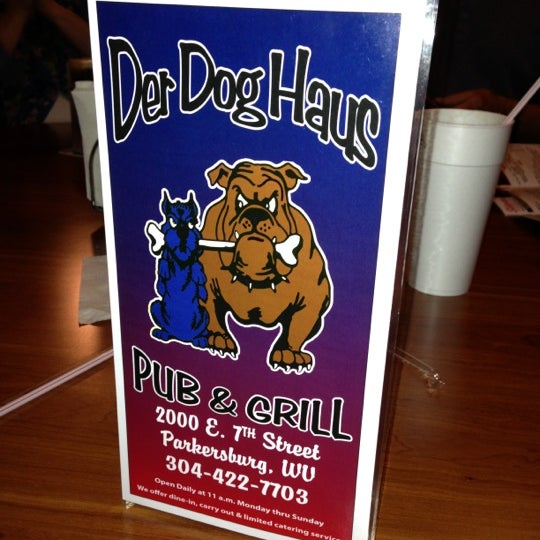 Der Dog Haus
PUB & GRILL
2000 E. 7TH Street
Parkersburg, WV
304-422-7703
Open Daily at 11 a.m. Monday thru Sunday
We offer dine-in, carry out & limited catering service